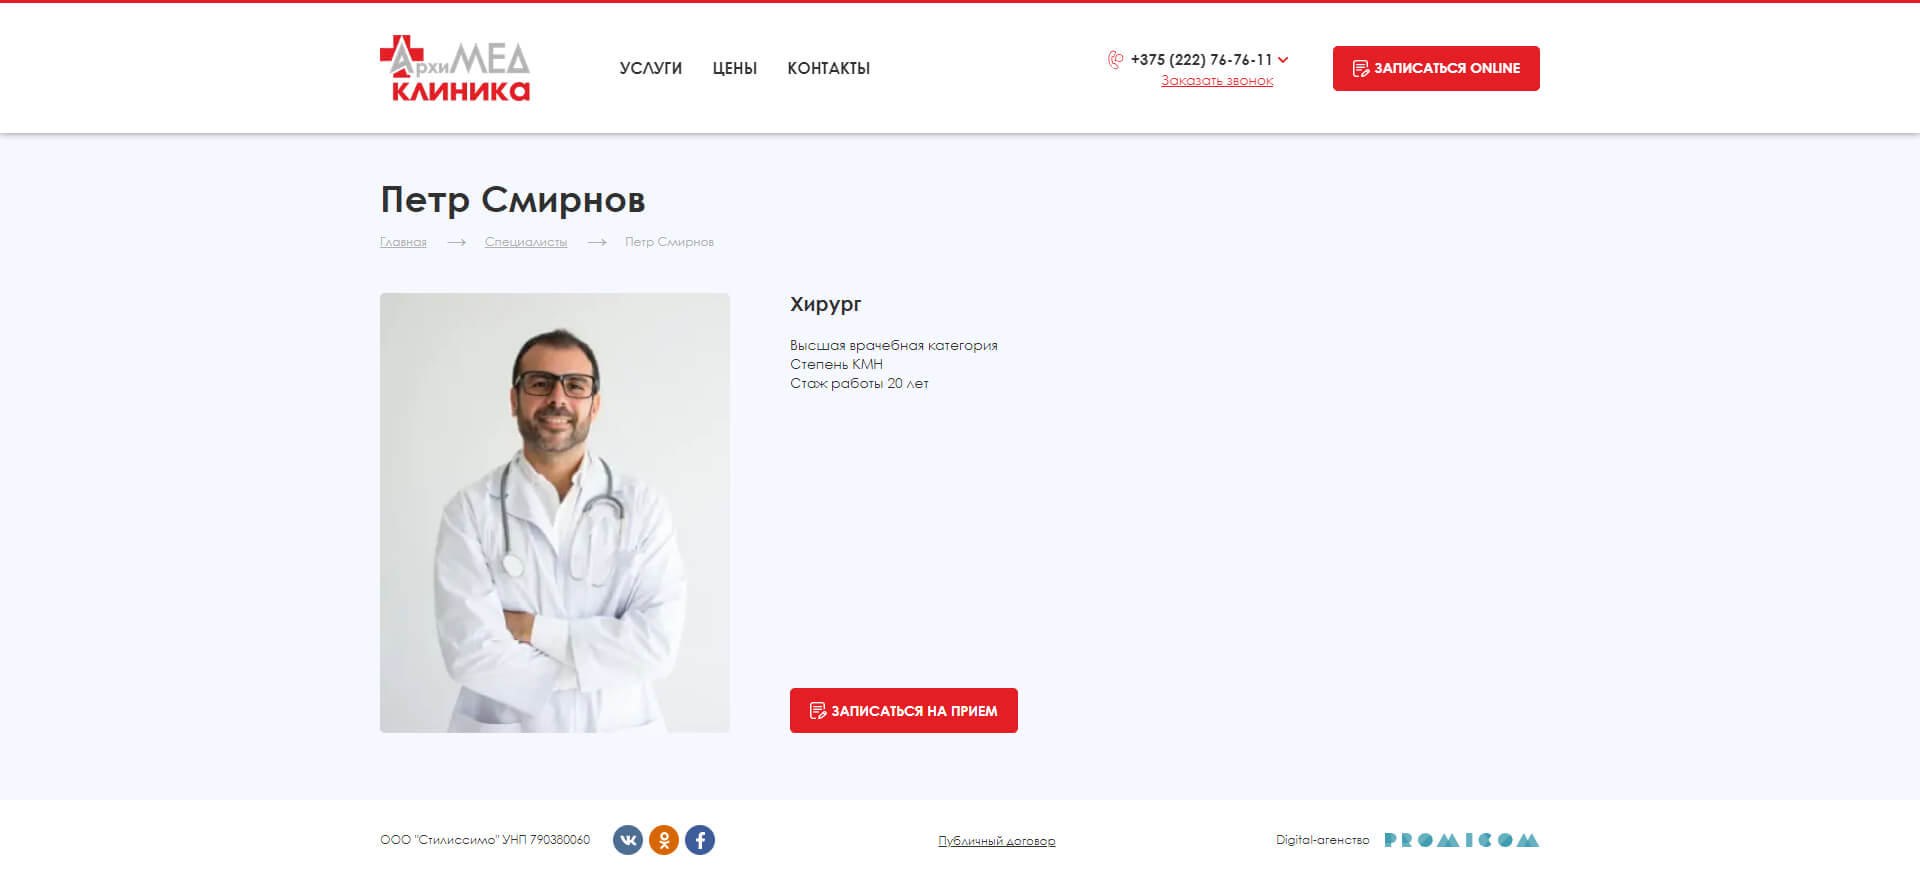 АрхиМЕД
клиника
УСЛУГИ
ЦЕНЫ
КОНТАКТЫ
+375 (222) 76-76-11
Заказать звонок
ЗАПИСАТЬСЯ ONLINE
Петр Смирнов
Главная
Специалисты
Петр Смирнов
Хирург
Высшая врачебная категория
Степень КМН
Стаж работы 20 лет
ЗАПИСАТЬСЯ НА ПРИЕМ
ООО "Стилиссимо" УНП 790380060
Публичный договор
Digital-агенство
PROMICOM